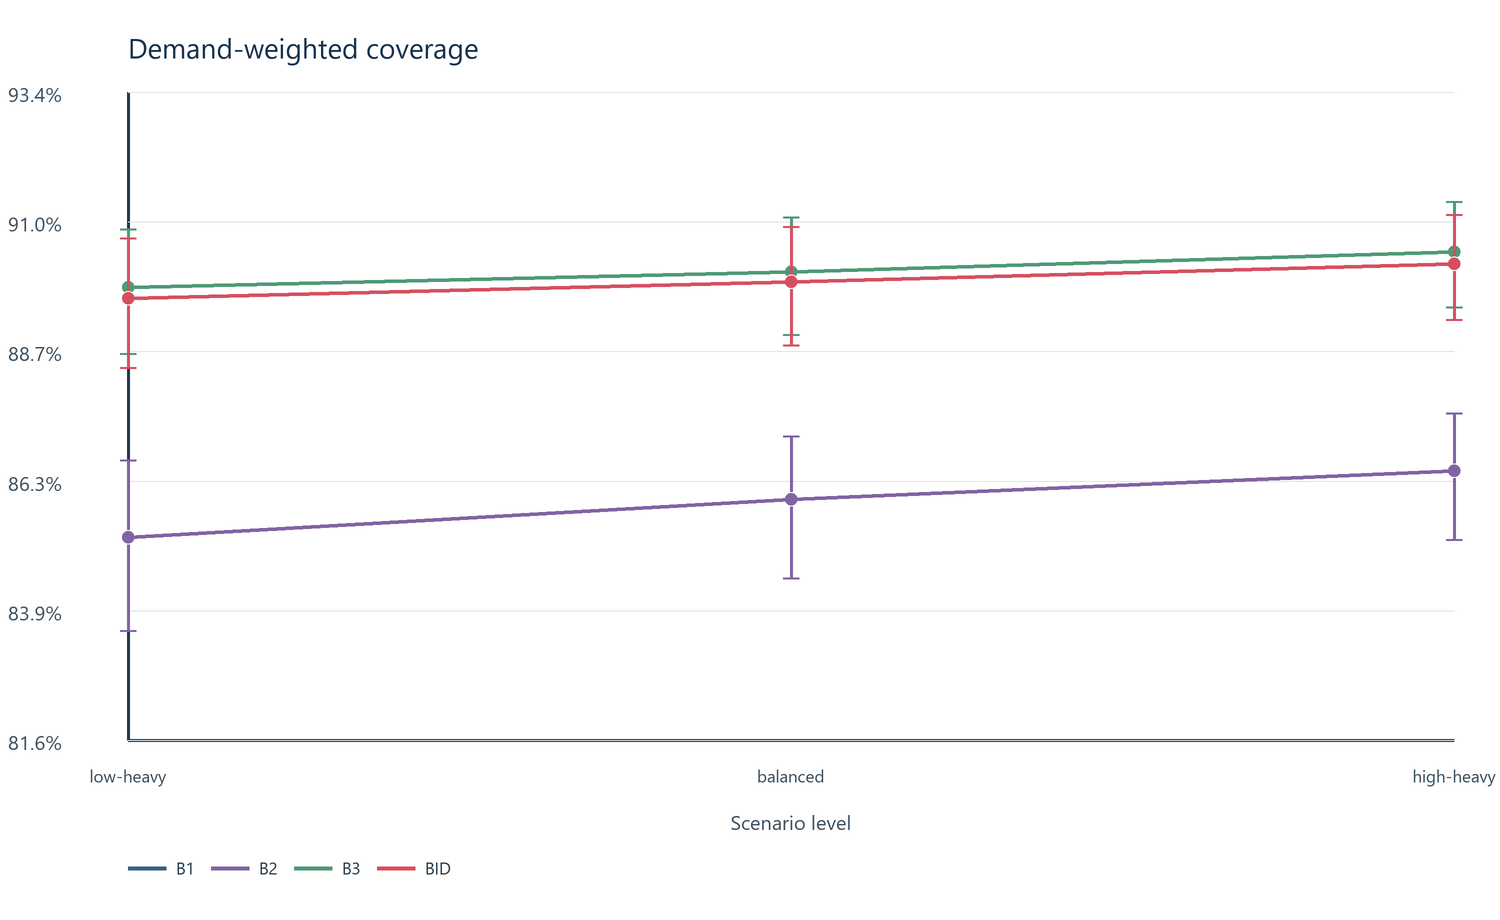 Demand-weighted coverage
93.4%
91.0%
88.7%
86.3%
83.9%
81.6%
low-heavy balanced high-heavy
Scenario level
B1 B2 B3 BID